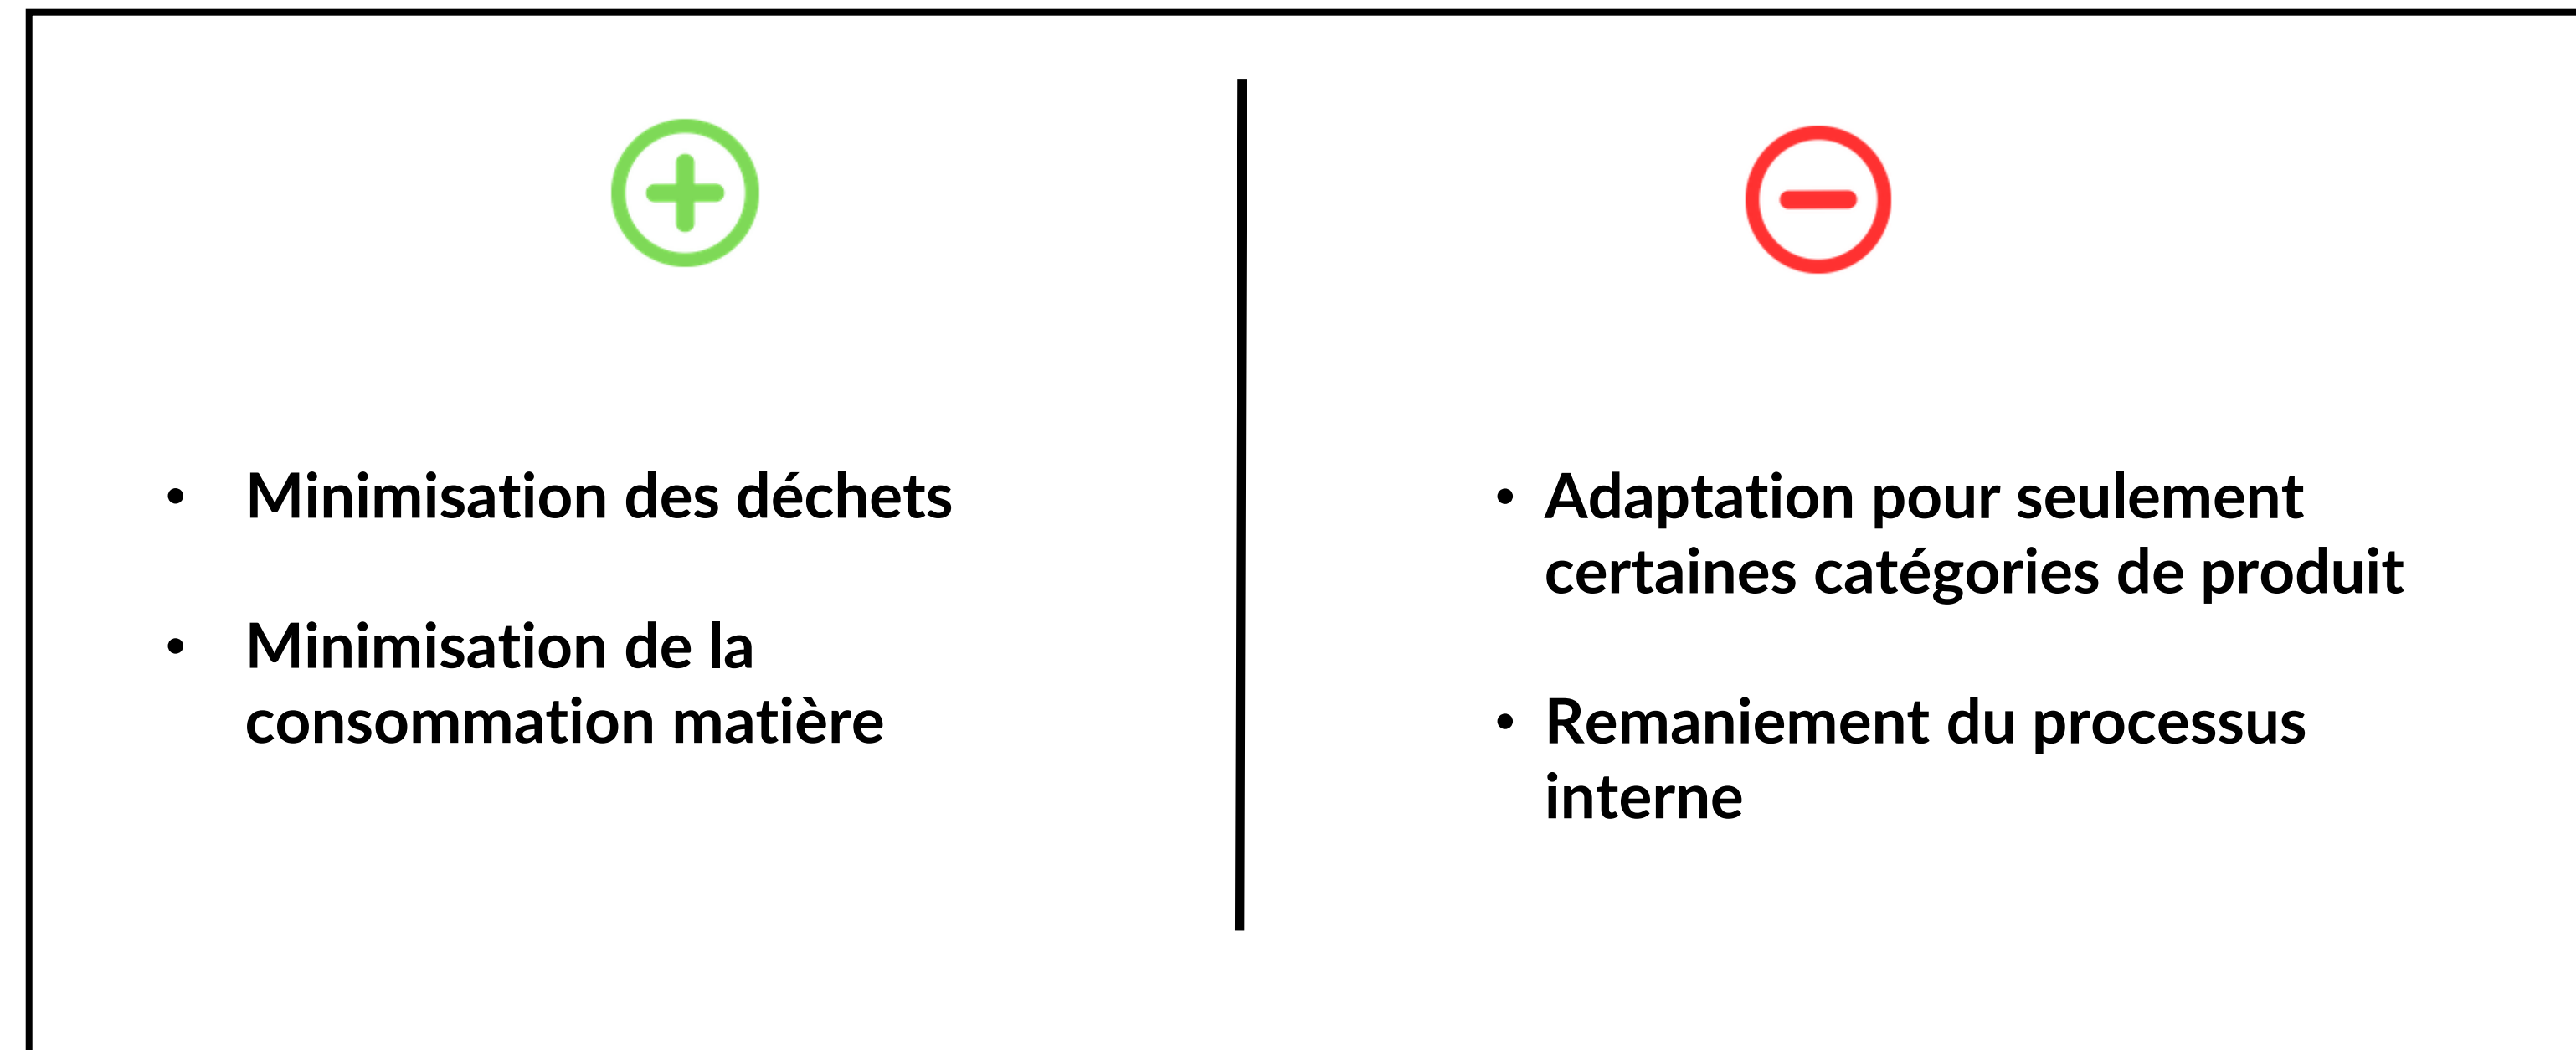 • Minimisation des déchets
• Minimisation de la
consommation matière
• Adaptation pour seulement
certaines catégories de produit
• Remaniement du processus
interne